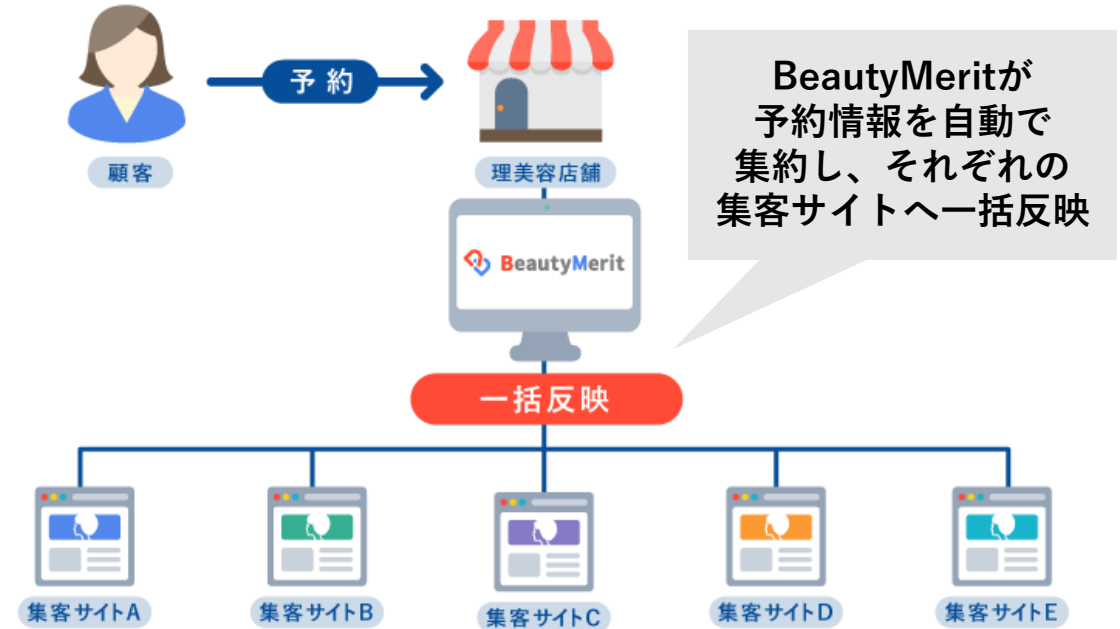 予約
顧客
理美容店舗
BeautyMeritが
予約情報を自動で
集約し、それぞれの
集客サイトへ一括反映
BeautyMerit
一括反映
集客サイトA
集客サイトB
集客サイトC
集客サイトD
集客サイトE